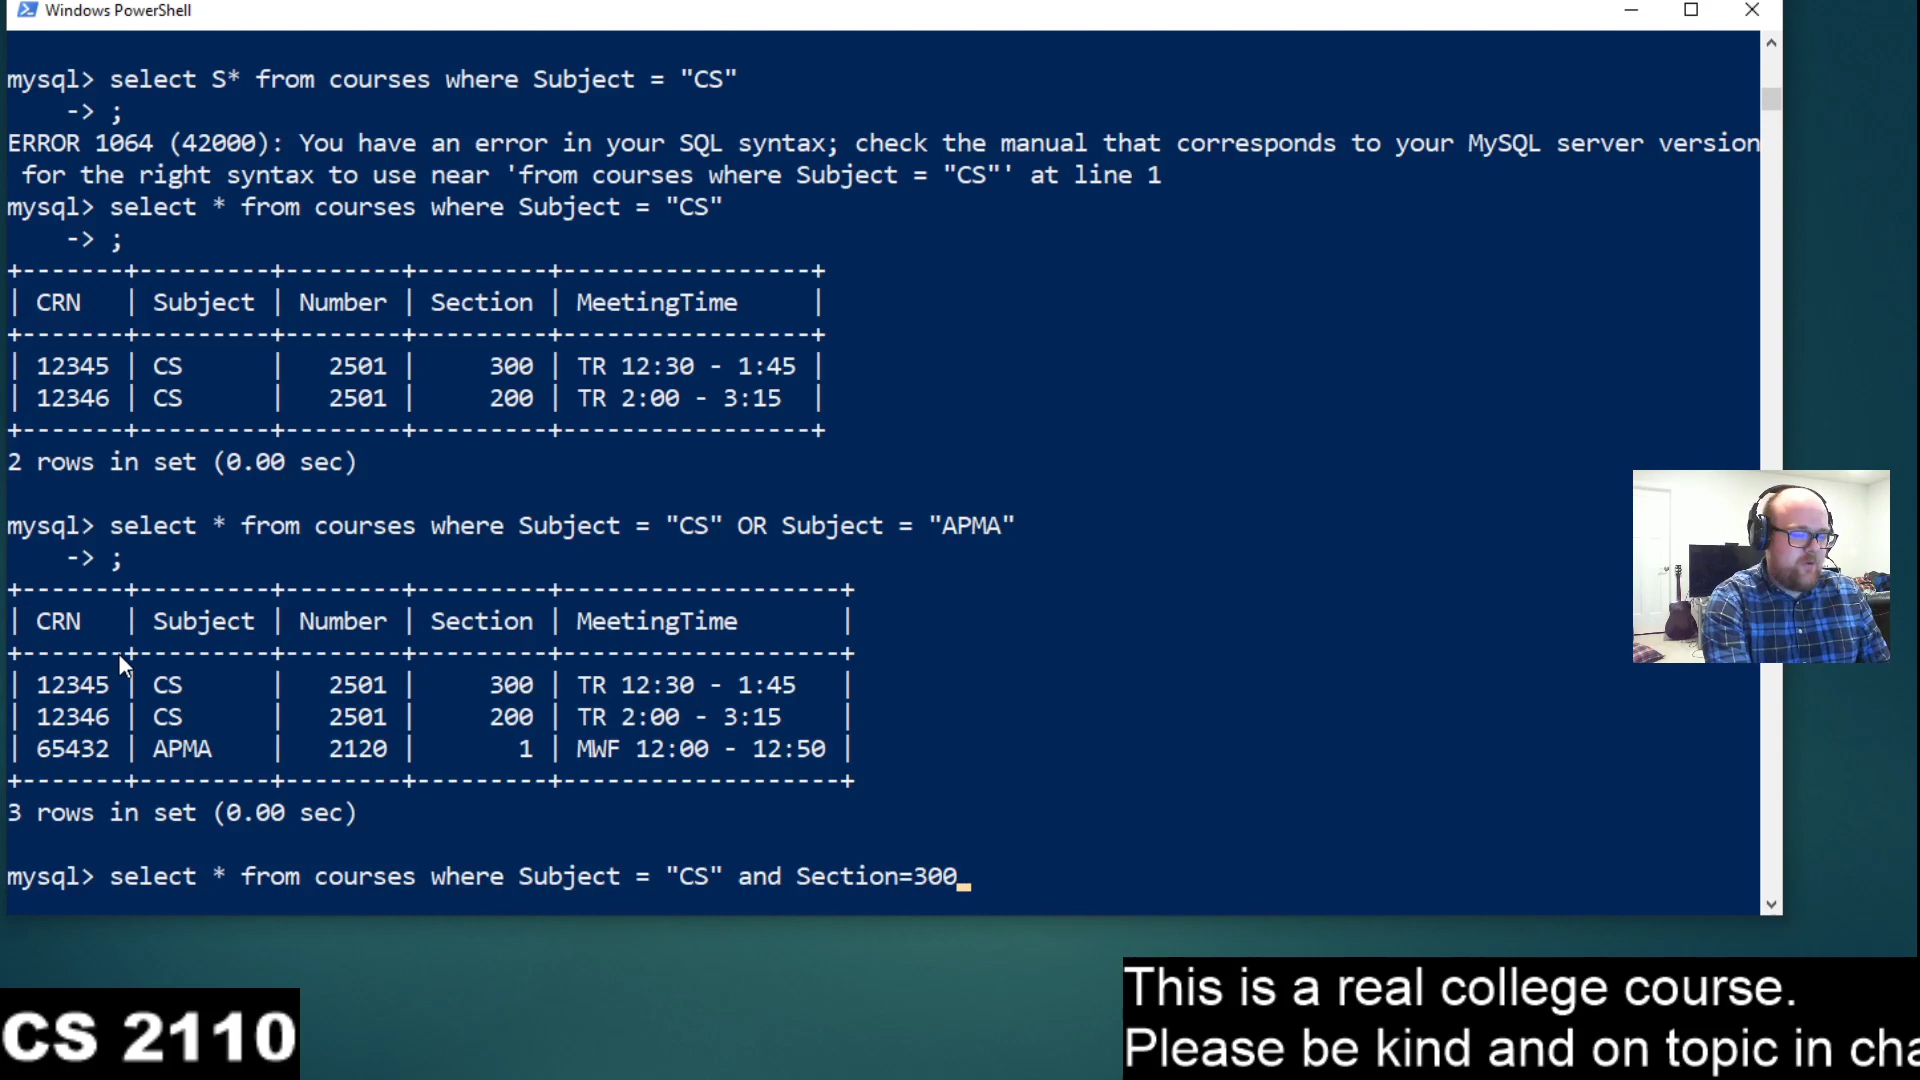 Windows PowerShell
mysql> select S* from courses where Subject = "CS"
    -> ;
ERROR 1064 (42000): You have an error in your SQL syntax; check the manual that corresponds to your MySQL server version
 for the right syntax to use near 'from courses where Subject = "CS"' at line 1
mysql> select * from courses where Subject = "CS"
    -> ;
+-------+---------+--------+---------+-----------------+
| CRN   | Subject | Number | Section | MeetingTime     |
+-------+---------+--------+---------+-----------------+
| 12345 | CS      |   2501 |     300 | TR 12:30 - 1:45 |
| 12346 | CS      |   2501 |     200 | TR 2:00 - 3:15  |
+-------+---------+--------+---------+-----------------+
2 rows in set (0.00 sec)
mysql> select * from courses where Subject = "CS" OR Subject = "APMA"
    -> ;
+-------+---------+--------+---------+-------------------+
| CRN   | Subject | Number | Section | MeetingTime       |
+-------+---------+--------+---------+-------------------+
| 12345 | CS      |   2501 |     300 | TR 12:30 - 1:45   |
| 12346 | CS      |   2501 |     200 | TR 2:00 - 3:15    |
| 65432 | APMA    |   2120 |       1 | MWF 12:00 - 12:50 |
+-------+---------+--------+---------+-------------------+
3 rows in set (0.00 sec)
mysql> select * from courses where Subject = "CS" and Section=300
CS 2110
This is a real college course.
Please be kind and on topic in cha